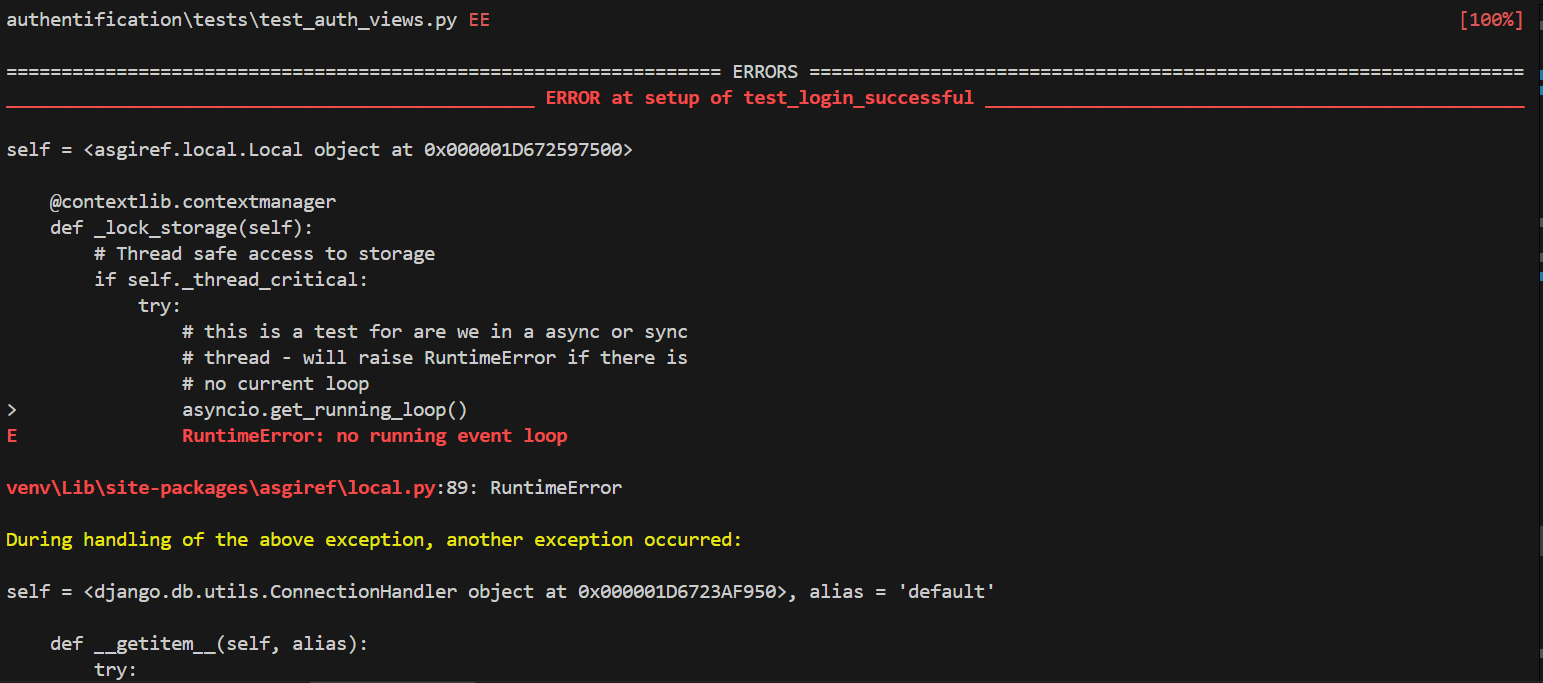 authentification\tests\test_auth_views.py EE [100%]
================================================================= ERRORS =================================================================
________________________________________________ ERROR at setup of test_login_successful _________________________________________________
self = <asgiref.local.Local object at 0x000001D672597500>
    @contextlib.contextmanager
    def _lock_storage(self):
        # Thread safe access to storage
        if self._thread_critical:
            try:
                # this is a test for are we in a async or sync
                # thread - will raise RuntimeError if there is
                # no current loop
>               asyncio.get_running_loop()
E               RuntimeError: no running event loop
venv\Lib\site-packages\asgiref\local.py:89: RuntimeError
During handling of the above exception, another exception occurred:
self = <django.db.utils.ConnectionHandler object at 0x000001D6723AF950>, alias = 'default'
    def __getitem__(self, alias):
        try: